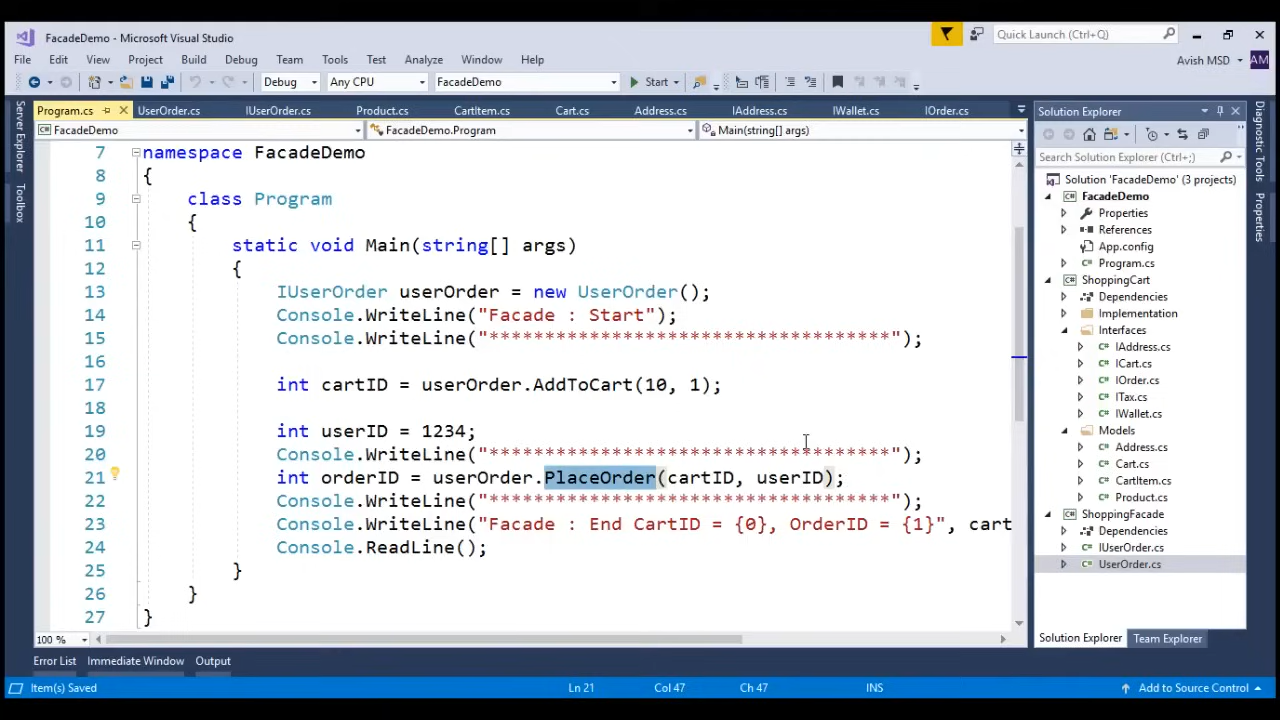 FacadeDemo - Microsoft Visual Studio
Quick Launch (Ctrl+Q)
File Edit View Project Build Debug Team Tools Test Analyze Window Help
Avish MSD AM
Debug Any CPU FacadeDemo Start
Program.cs UserOrder.cs IUserOrder.cs Product.cs CartItem.cs Cart.cs Address.cs IAddress.cs IWallet.cs IOrder.cs
FacadeDemo FacadeDemo.Program Main(string[] args)
7 namespace FacadeDemo
8 {
9 class Program
10 {
11 static void Main(string[] args)
12 {
13 IUserOrder userOrder = new UserOrder();
14 Console.WriteLine("Facade : Start");
15 Console.WriteLine("************************************");
16
17 int cartID = userOrder.AddToCart(10, 1);
18
19 int userID = 1234;
20 Console.WriteLine("************************************");
21 int orderID = userOrder.PlaceOrder(cartID, userID);
22 Console.WriteLine("************************************");
23 Console.WriteLine("Facade : End CartID = {0}, OrderID = {1}", cart
24 Console.ReadLine();
25 }
26 }
27 }
100 %
Server Explorer
Toolbox
Solution Explorer
Search Solution Explorer (Ctrl+;)
Solution 'FacadeDemo' (3 projects)
FacadeDemo
Properties
References
App.config
Program.cs
ShoppingCart
Dependencies
Implementation
Interfaces
IAddress.cs
ICart.cs
IOrder.cs
ITax.cs
IWallet.cs
Models
Address.cs
Cart.cs
CartItem.cs
Product.cs
ShoppingFacade
Dependencies
IUserOrder.cs
UserOrder.cs
Solution Explorer Team Explorer
Diagnostic Tools
Properties
Error List Immediate Window Output
Item(s) Saved Ln 21 Col 47 Ch 47 INS Add to Source Control